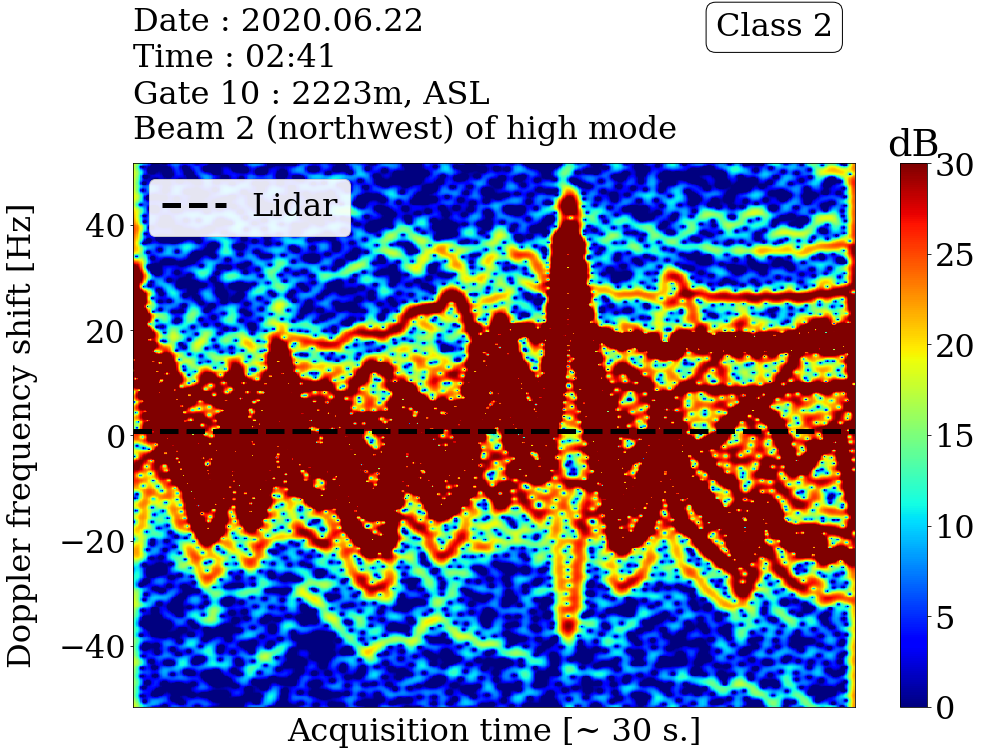 Date : 2020.06.22
Time : 02:41
Gate 10 : 2223m, ASL
Beam 2 (northwest) of high mode
Class 2
dB
Lidar
Doppler frequency shift [Hz]
40
20
0
−20
−40
30
25
20
15
10
5
0
Acquisition time [~ 30 s.]